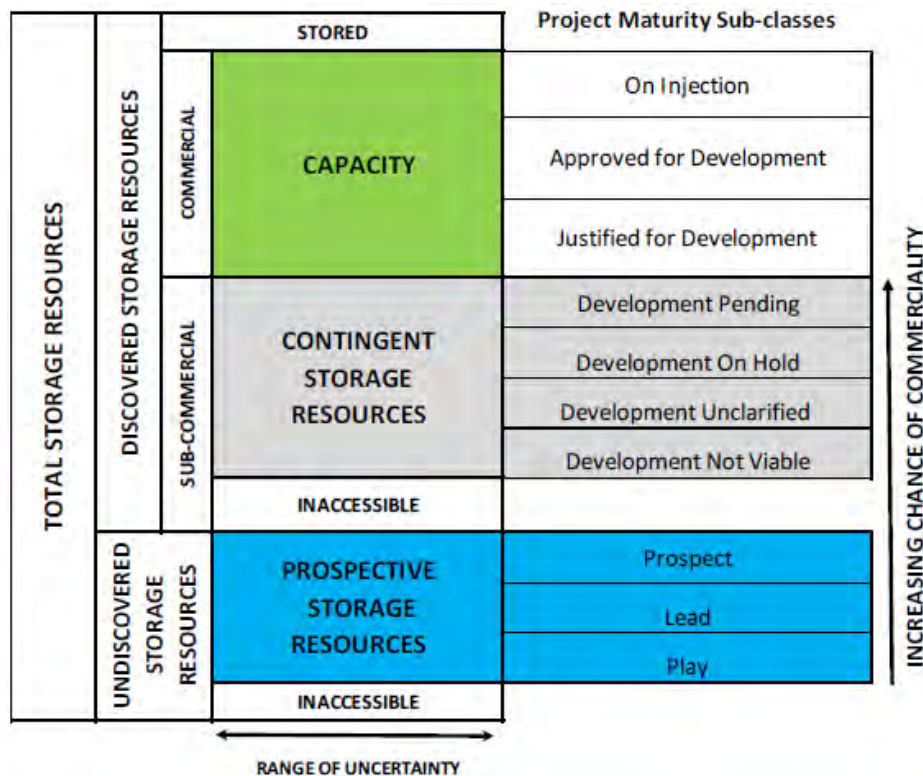 STORED
Project Maturity Sub-classes
TOTAL STORAGE RESOURCES
DISCOVERED STORAGE RESOURCES
COMMERCIAL
CAPACITY
On Injection
Approved for Development
Justified for Development
SUB-COMMERCIAL
CONTINGENT
STORAGE
RESOURCES
Development Pending
Development On Hold
Development Unclarified
Development Not Viable
INACCESSIBLE
UNDISCOVERED
STORAGE
RESOURCES
PROSPECTIVE
STORAGE
RESOURCES
Prospect
Lead
Play
INACCESSIBLE
INCREASING CHANCE OF COMMERCIALITY
RANGE OF UNCERTAINTY